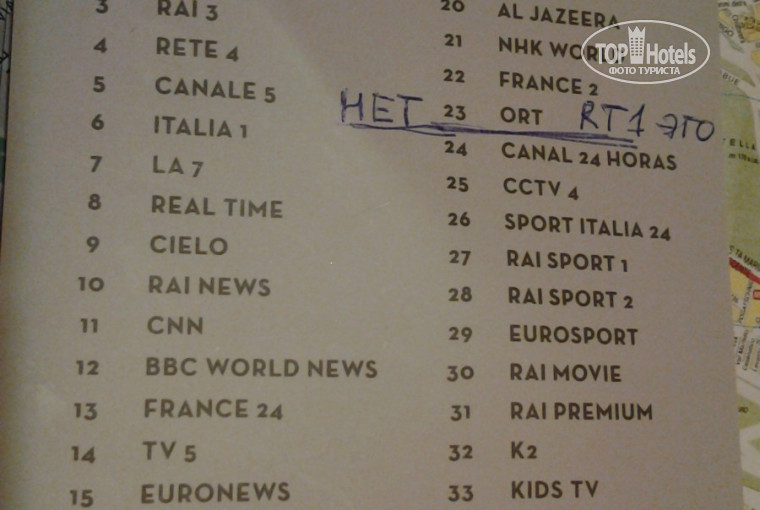 3 RAI 3
4 RETE 4
5 CANALE 5
6 ITALIA 1
7 LA 7
8 REAL TIME
9 CIELO
10 RAI NEWS
11 CNN
12 BBC WORLD NEWS
13 FRANCE 24
14 TV 5
15 EURONEWS
20 AL JAZEERA
21 NHK WORLD
22 FRANCE 2
НЕТ 23 ORT RT1 ЭТО
24 CANAL 24 HORAS
25 CCTV 4
26 SPORT ITALIA 24
27 RAI SPORT 1
28 RAI SPORT 2
29 EUROSPORT
30 RAI MOVIE
31 RAI PREMIUM
32 K2
33 KIDS TV
TOP Hotels
ФОТО ТУРИСТА